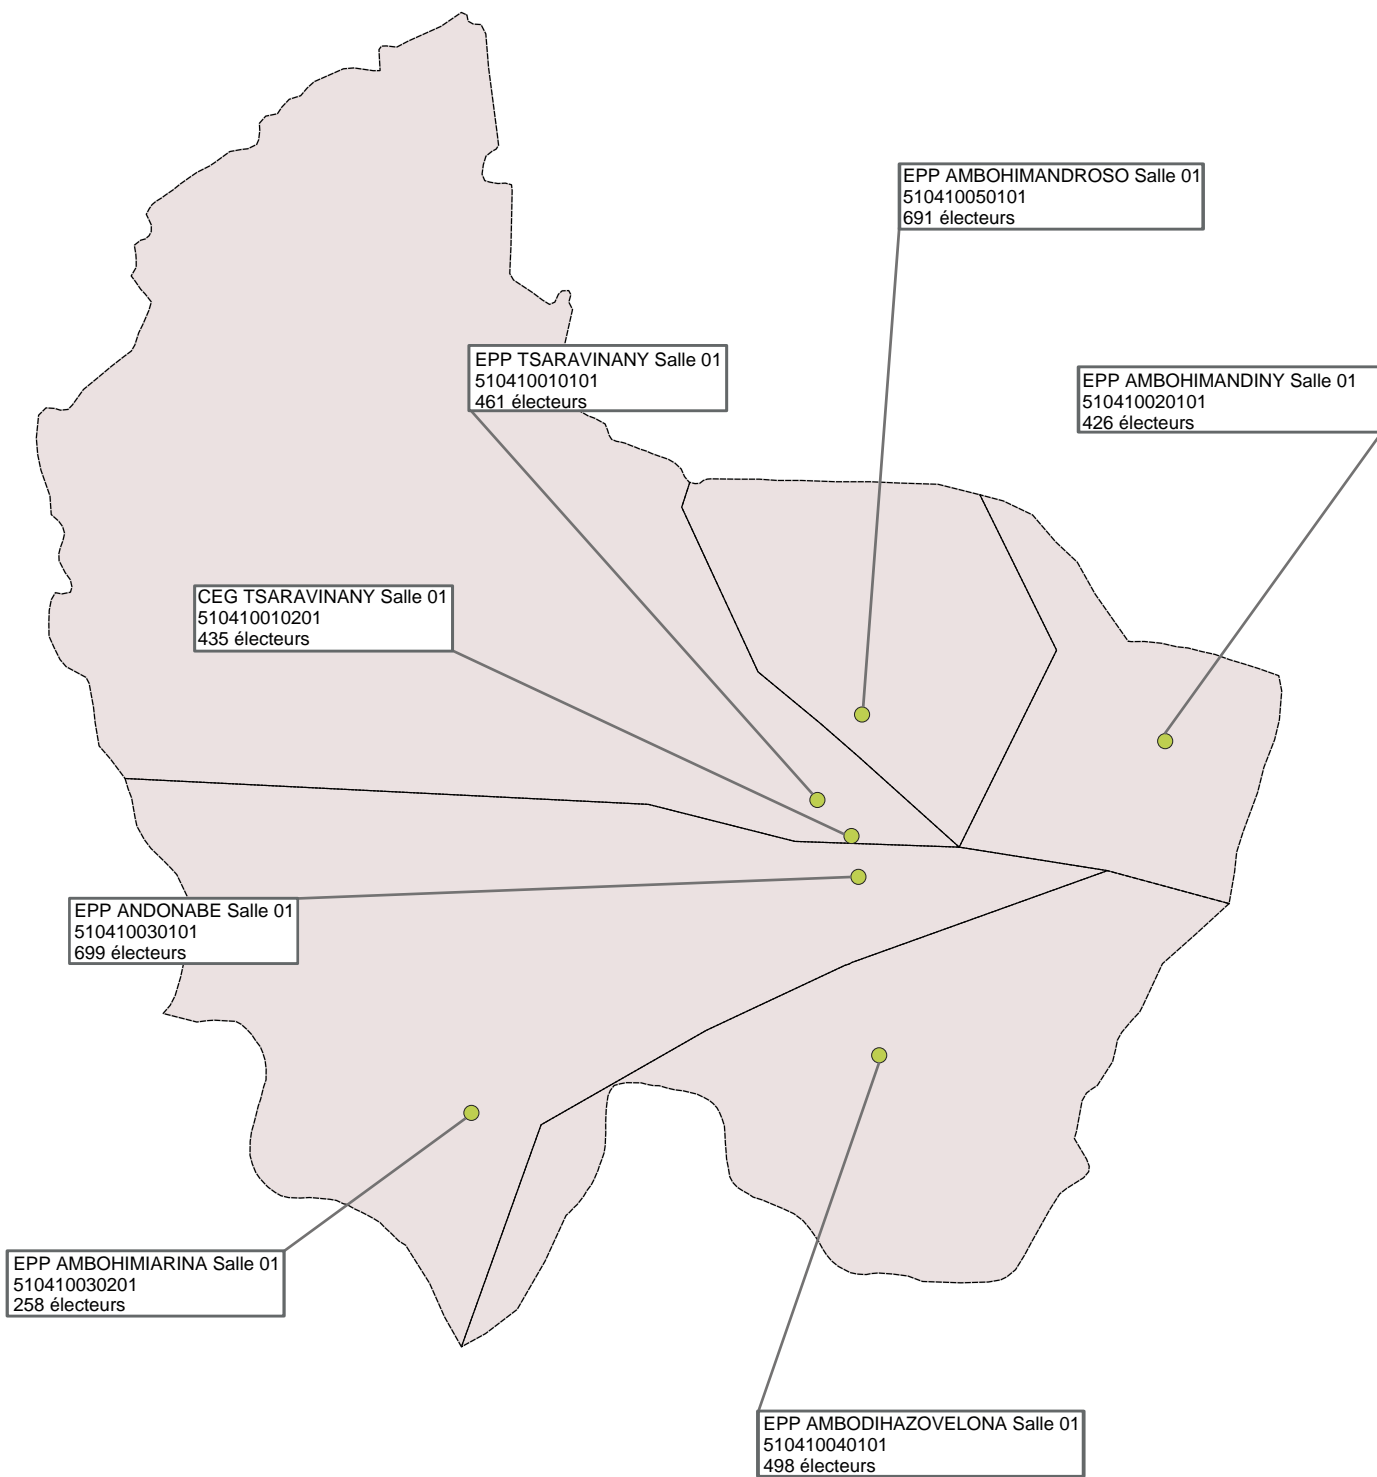 EPP AMBOHIMANDROSO Salle 01
510410050101
691 électeurs
EPP TSARAVINANY Salle 01
510410010101
461 électeurs
EPP AMBOHIMANDINY Salle 01
510410020101
426 électeurs
CEG TSARAVINANY Salle 01
510410010201
435 électeurs
EPP ANDONABE Salle 01
510410030101
699 électeurs
EPP AMBOHIMIARINA Salle 01
510410030201
258 électeurs
EPP AMBODIHAZOVELONA Salle 01
510410040101
498 électeurs